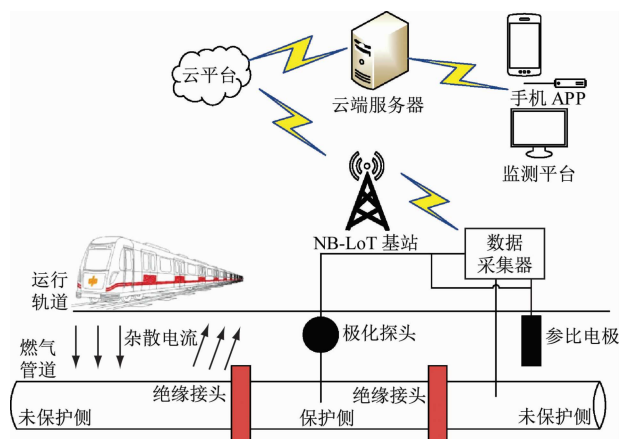 云平台
云端服务器
手机 APP
监测平台
NB-LoT 基站
数据
采集器
运行
轨道
杂散电流
极化探头
参比电极
燃气
管道
绝缘接头
绝缘接头
未保护侧
保护侧
未保护侧